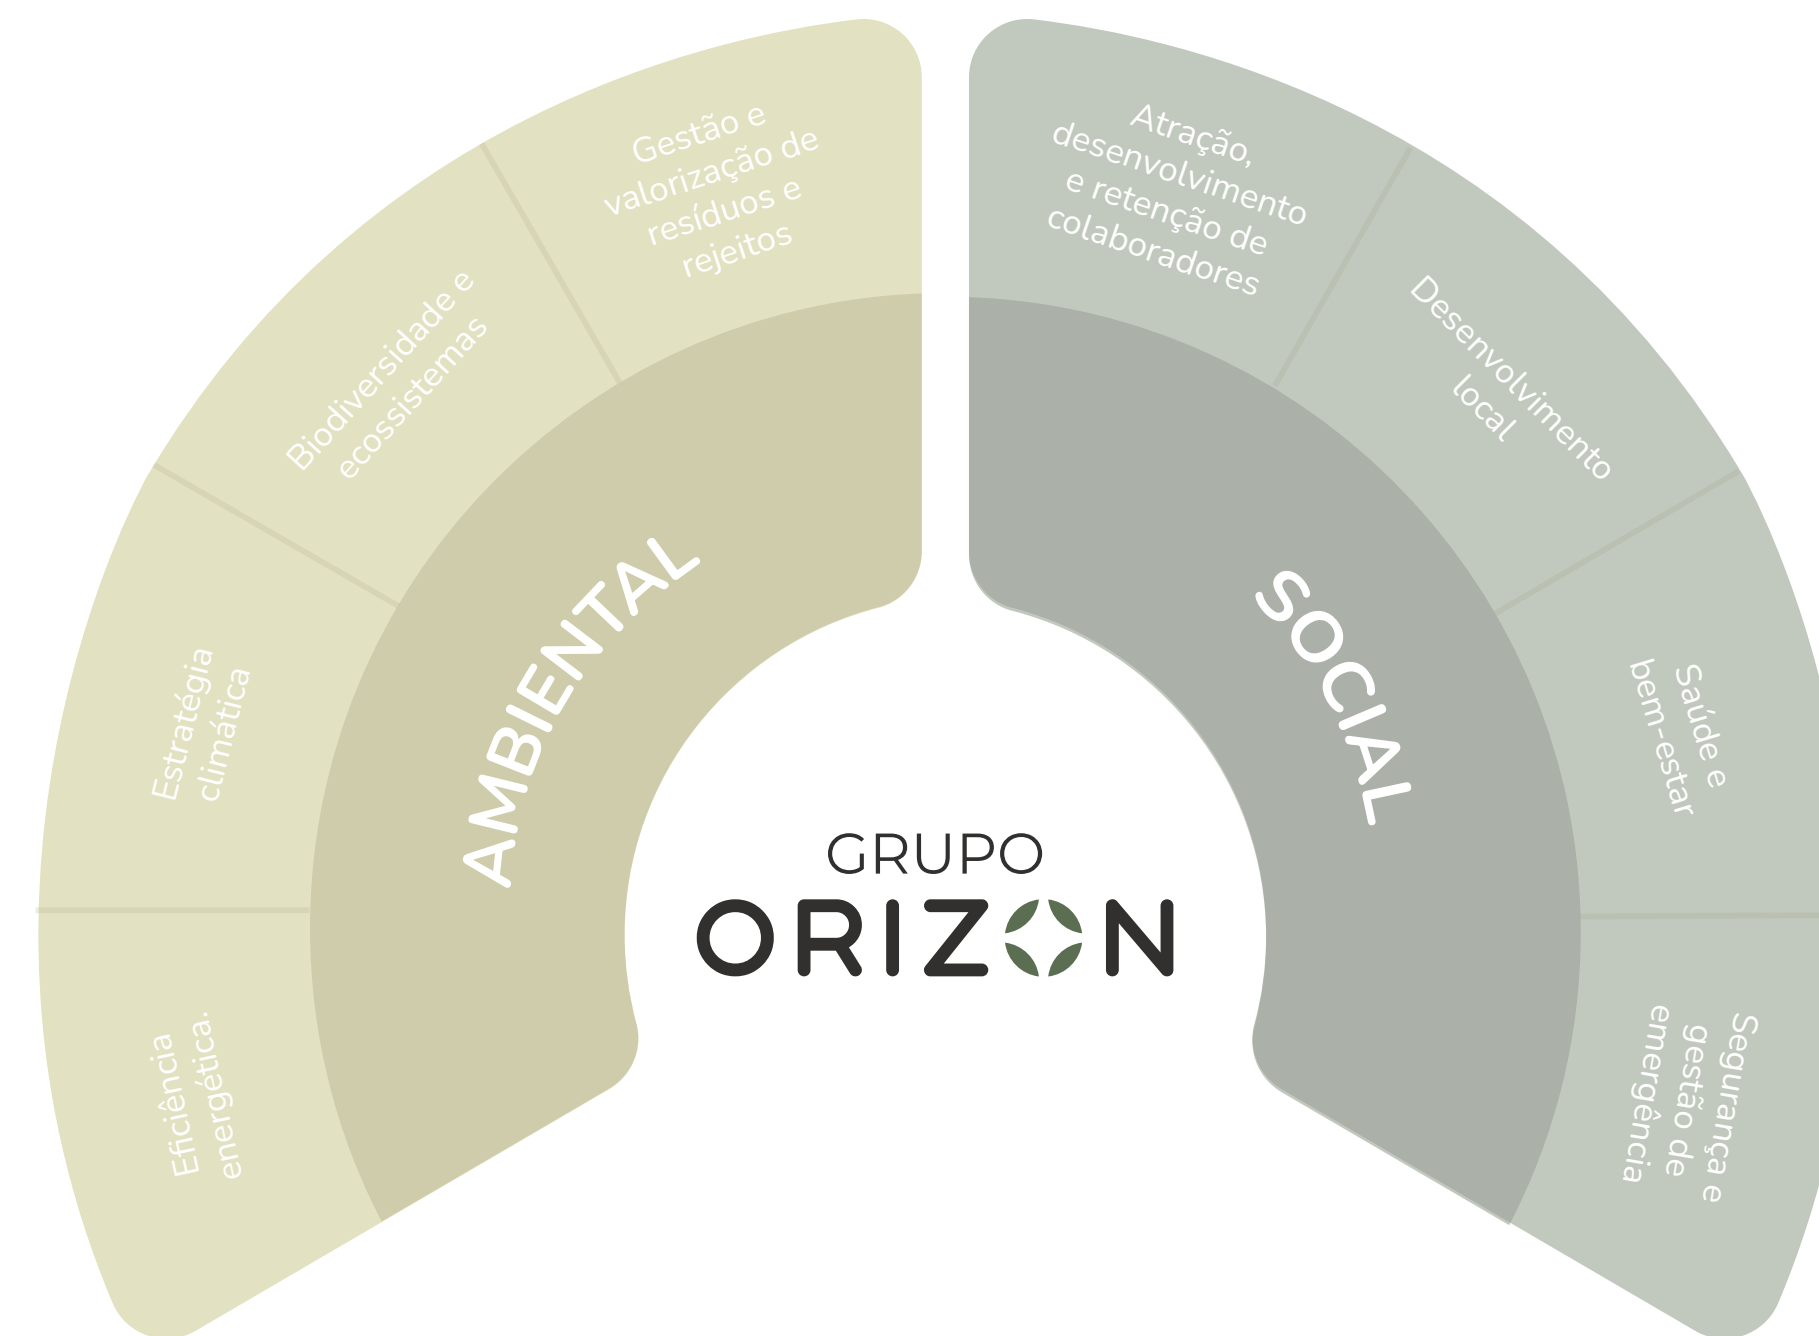 Gestão e
valorização de
resíduos e
rejeitos
Biodiversidade e
ecossistemas
Estratégia
climática
Eficiência
energética.
AMBIENTAL
Atração,
desenvolvimento
e retenção de
colaboradores
Desenvolvimento
local
Saúde e
bem-estar
Segurança e
gestão de
emergência
SOCIAL
GRUPO
ORIZON